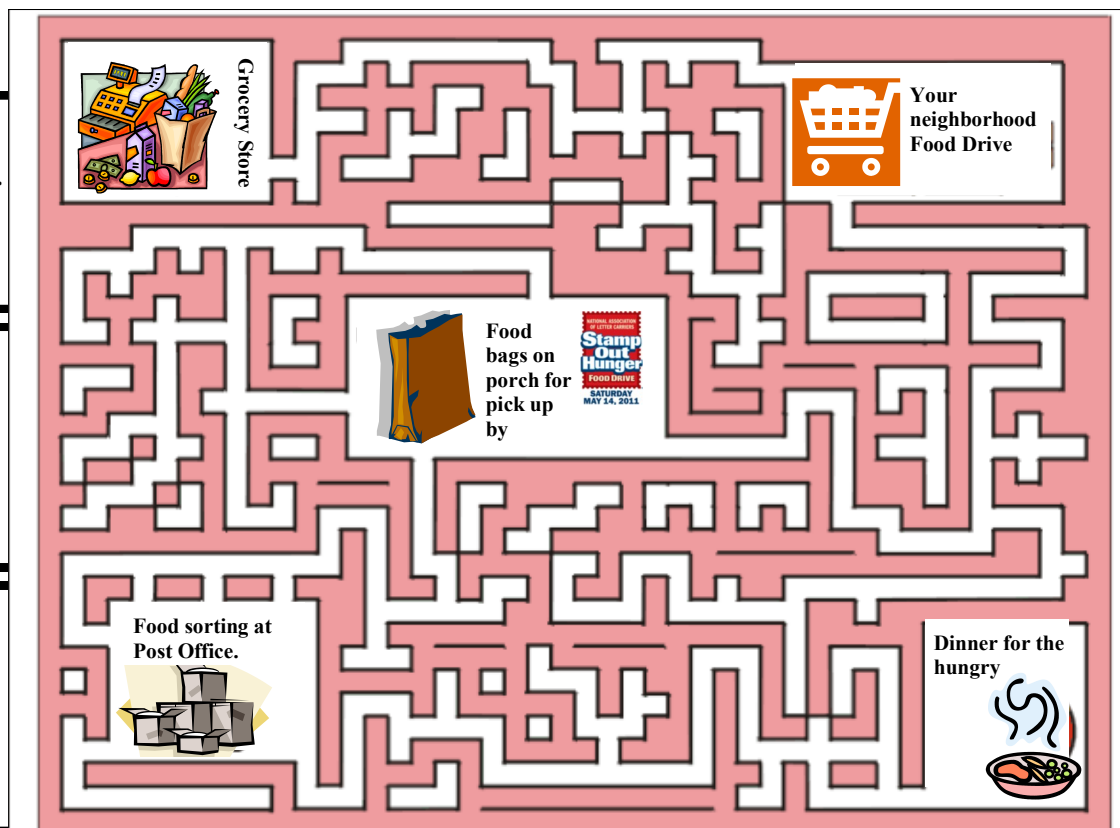 Grocery Store
Your
neighborhood
Food Drive
Food
bags on
porch for
pick up
by
NATIONAL ASSOCIATION
OF LETTER CARRIERS
Stamp
Out
Hunger
FOOD DRIVE
SATURDAY
MAY 14, 2011
Food sorting at
Post Office.
Dinner for the
hungry